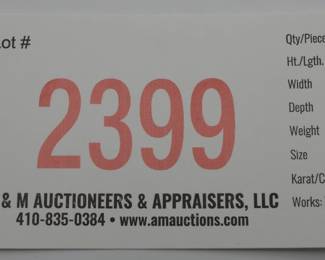 ot #
2399
& M AUCTIONEERS & APPRAISERS, LLC
410-835-0384 • www.amauctions.com
Qty/Piece
Ht./Lgth.
Width
Depth
Weight
Size
Karat/C
Works: